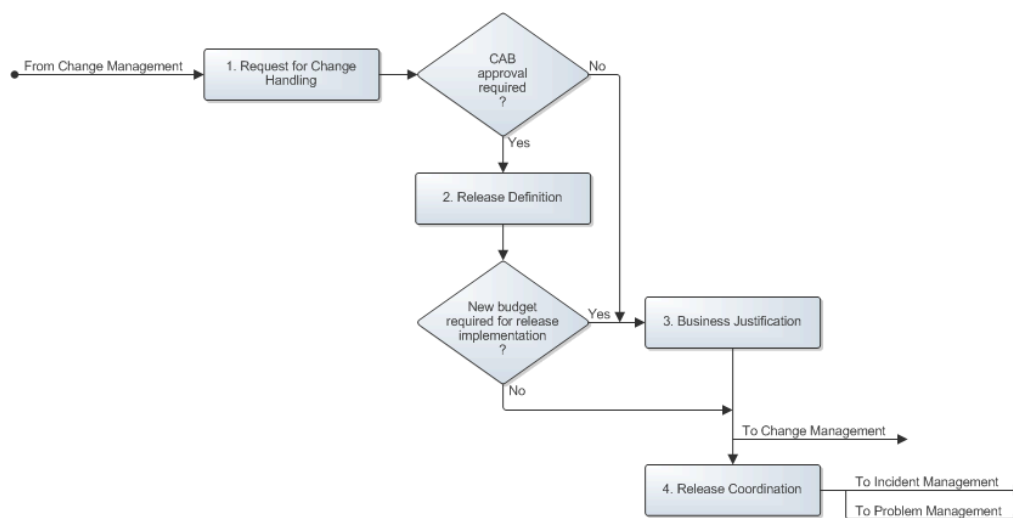 From Change Management
1. Request for Change
Handling
CAB
approval
required
?
No
Yes
2. Release Definition
New budget
required for release
implementation
?
Yes
3. Business Justification
No
To Change Management
4. Release Coordination
To Incident Management
To Problem Management